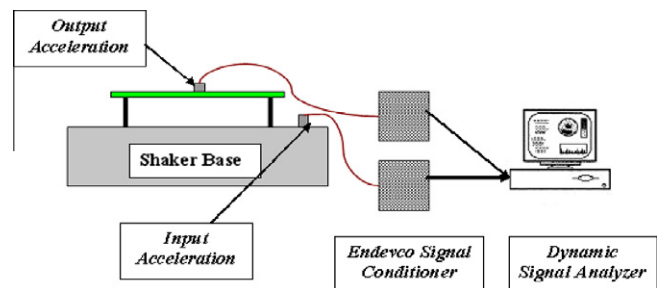 Output
Acceleration
Shaker Base
Input
Acceleration
Endevco Signal
Conditioner
Dynamic
Signal Analyzer